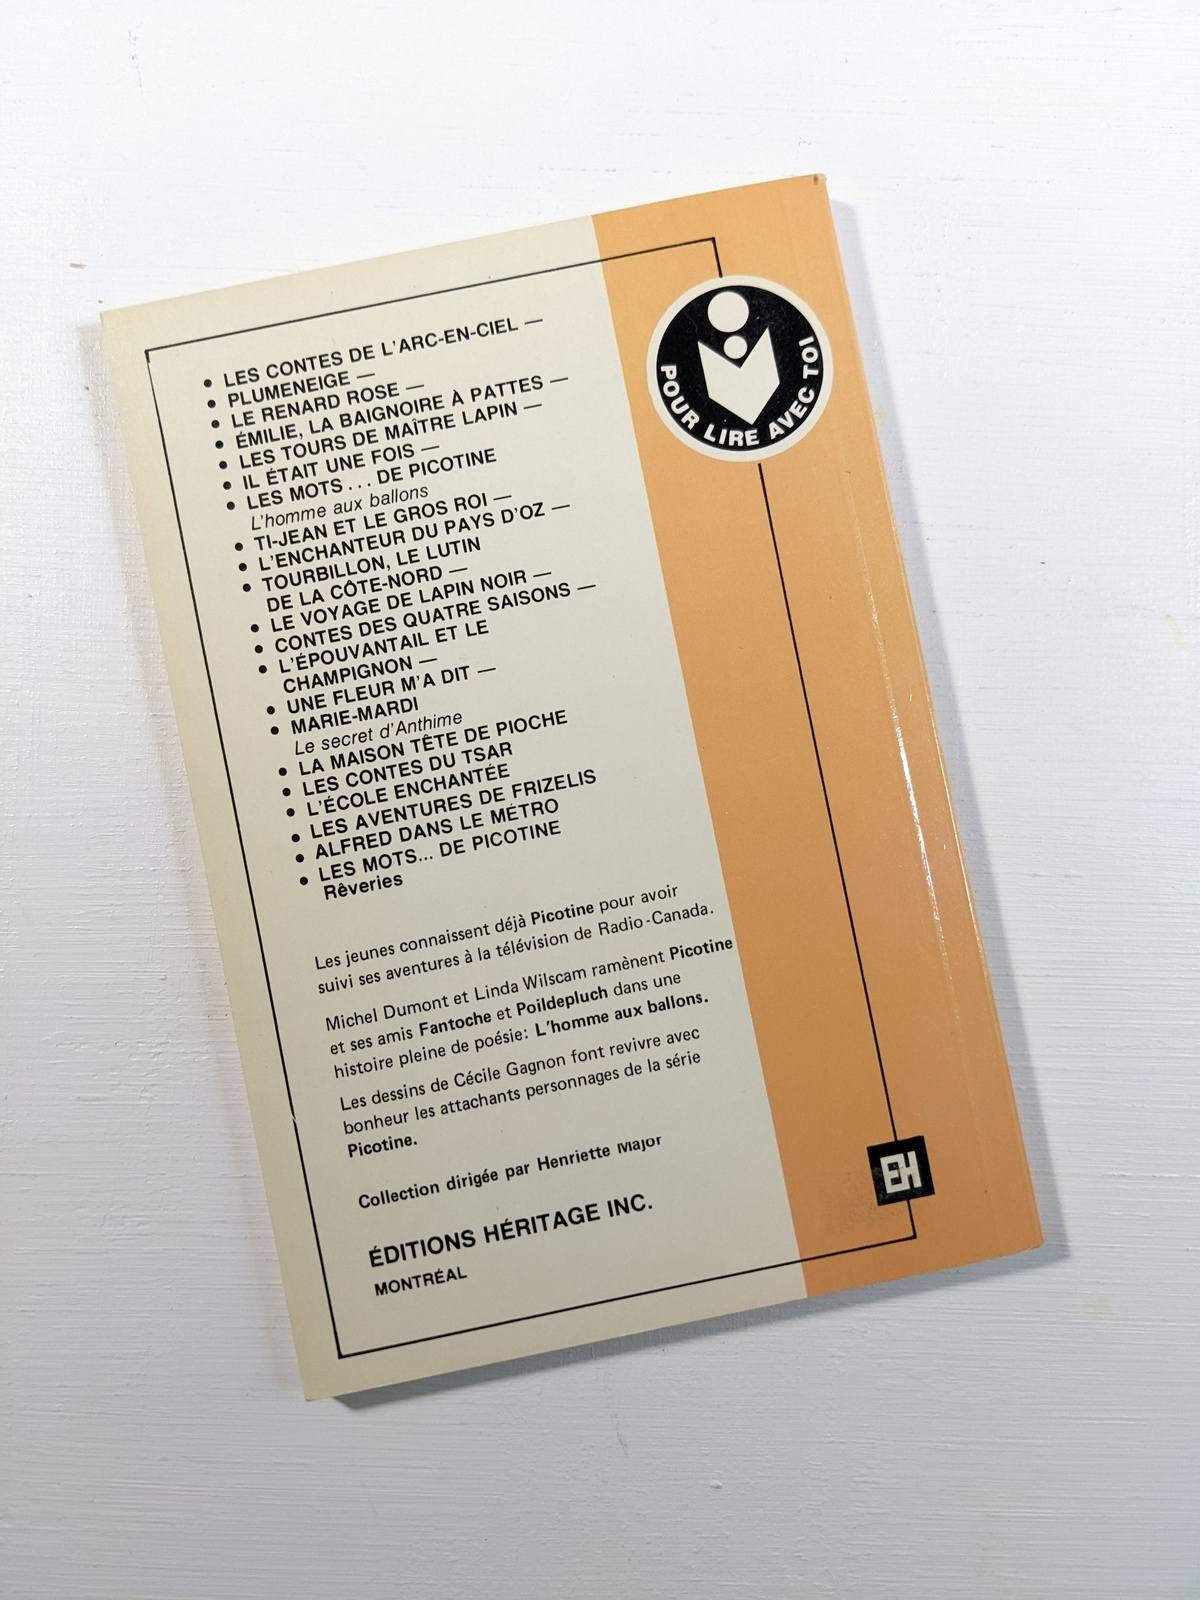 • LES CONTES DE L'ARC-EN-CIEL —
• PLUMENEIGE —
• LE RENARD ROSE —
• ÉMILIE, LA BAIGNOIRE À PATTES —
• LES TOURS DE MAÎTRE LAPIN —
• IL ÉTAIT UNE FOIS —
• LES MOTS... DE PICOTINE
L'homme aux ballons
• TI-JEAN ET LE GROS ROI —
• L'ENCHANTEUR DU PAYS D'OZ —
• TOURBILLON, LE LUTIN
DE LA CÔTE-NORD —
• LE VOYAGE DE LAPIN NOIR —
• CONTES DES QUATRE SAISONS —
• L'ÉPOUVANTAIL ET LE
CHAMPIGNON —
• UNE FLEUR M'A DIT —
• MARIE-MARDI
Le secret d'Anthime
• LA MAISON TÊTE DE PIOCHE
• LES CONTES DU TSAR
• L'ÉCOLE ENCHANTÉE
• LES AVENTURES DE FRIZELIS
• ALFRED DANS LE MÉTRO
• LES MOTS... DE PICOTINE
Rêveries
POUR LIRE AVEC TOI
Les jeunes connaissent déjà Picotine pour avoir
suivi ses aventures à la télévision de Radio-Canada.
Michel Dumont et Linda Wilscam ramènent Picotine
et ses amis Fantoche et Poildepluch dans une
histoire pleine de poésie: L'homme aux ballons.
Les dessins de Cécile Gagnon font revivre avec
bonheur les attachants personnages de la série
Picotine.
Collection dirigée par Henriette Major
ÉDITIONS HÉRITAGE INC.
MONTRÉAL
EH